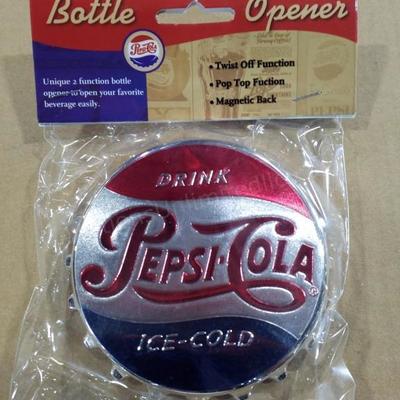 Bottle Opener
Pepsi-Cola
Unique 2 function bottle
opener to open your favorite
beverage easily.
• Twist Off Function
• Pop Top Fuction
• Magnetic Back
DRINK
PEPSI-COLA
®
ICE-COLD